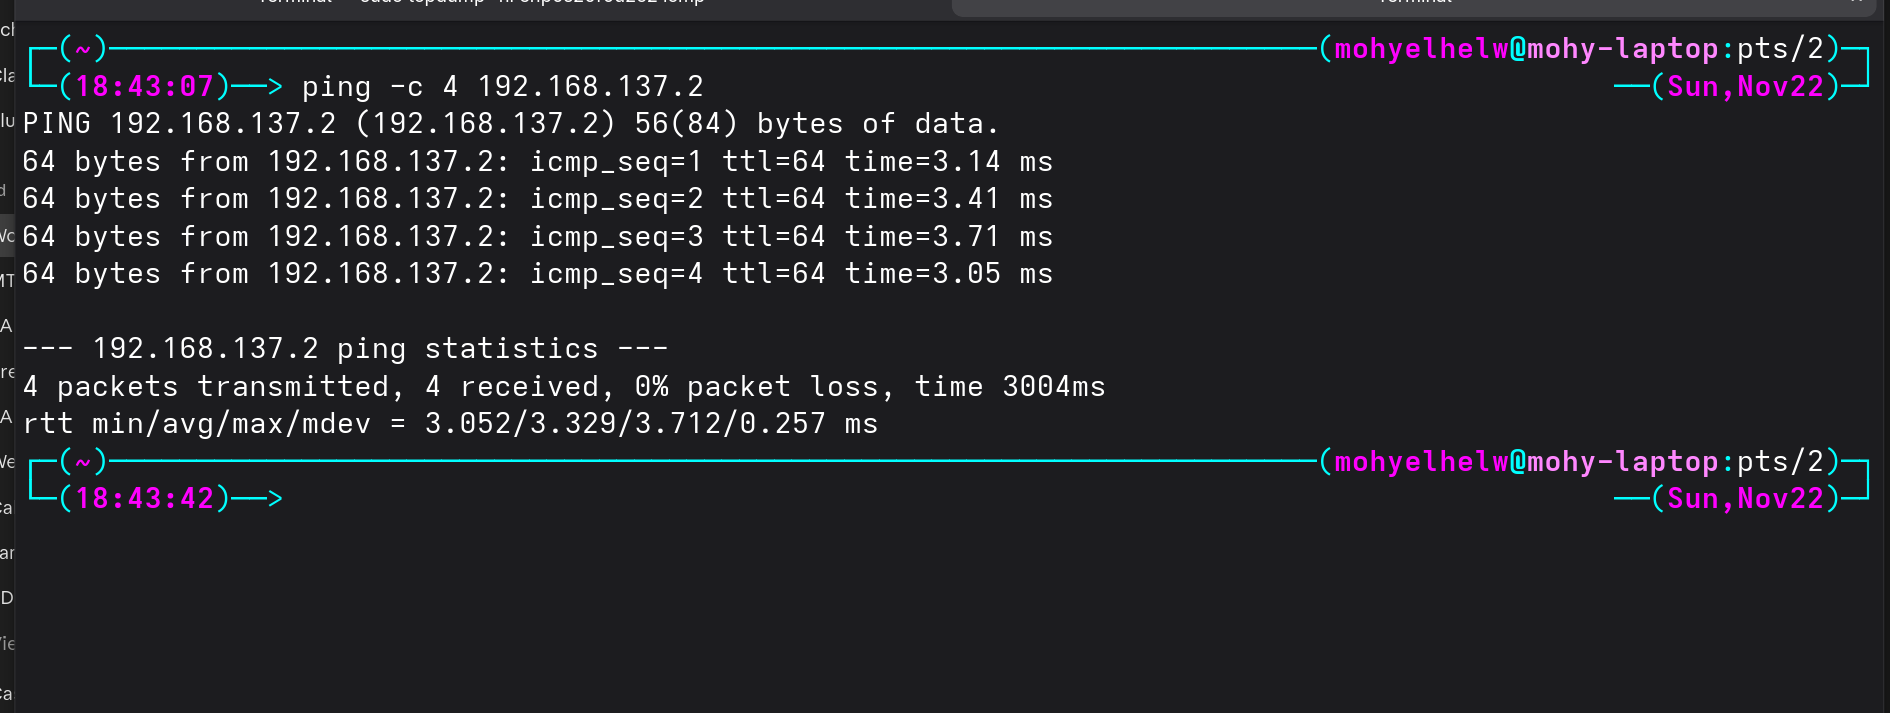 (~) (mohyelhelw@mohy-laptop:pts/2)
(18:43:07)──> ping -c 4 192.168.137.2 ──(Sun,Nov22)
PING 192.168.137.2 (192.168.137.2) 56(84) bytes of data.
64 bytes from 192.168.137.2: icmp_seq=1 ttl=64 time=3.14 ms
64 bytes from 192.168.137.2: icmp_seq=2 ttl=64 time=3.41 ms
64 bytes from 192.168.137.2: icmp_seq=3 ttl=64 time=3.71 ms
64 bytes from 192.168.137.2: icmp_seq=4 ttl=64 time=3.05 ms
--- 192.168.137.2 ping statistics ---
4 packets transmitted, 4 received, 0% packet loss, time 3004ms
rtt min/avg/max/mdev = 3.052/3.329/3.712/0.257 ms
(~) (mohyelhelw@mohy-laptop:pts/2)
(18:43:42)──> ──(Sun,Nov22)